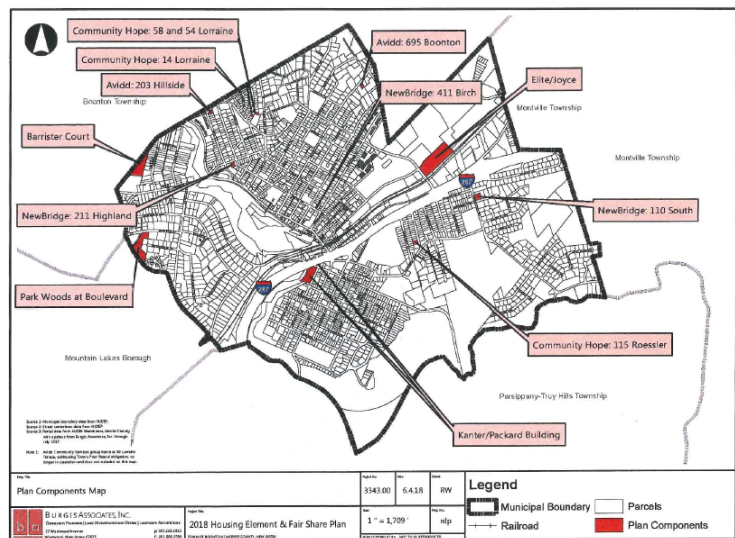 Community Hope: 58 and 54 Lorraine
Avidd: 695 Boonton
Community Hope: 14 Lorraine
Elite/Joyce
Avidd: 203 Hillside
NewBridge: 411 Birch
Boonton Township
Montville Township
Barrister Court
Montville Township
287
NewBridge: 211 Highland
NewBridge: 110 South
Park Woods at Boulevard
287
Community Hope: 115 Roessler
Mountain Lakes Borough
Parsippany-Troy Hills Township
Kanter/Packard Building
Plan Components Map
3343.00
6.4.18
RW
Legend
Municipal Boundary
Parcels
Railroad
Plan Components
BURGIS ASSOCIATES, INC.
2018 Housing Element & Fair Share Plan
1 " = 1,709 '
rdp